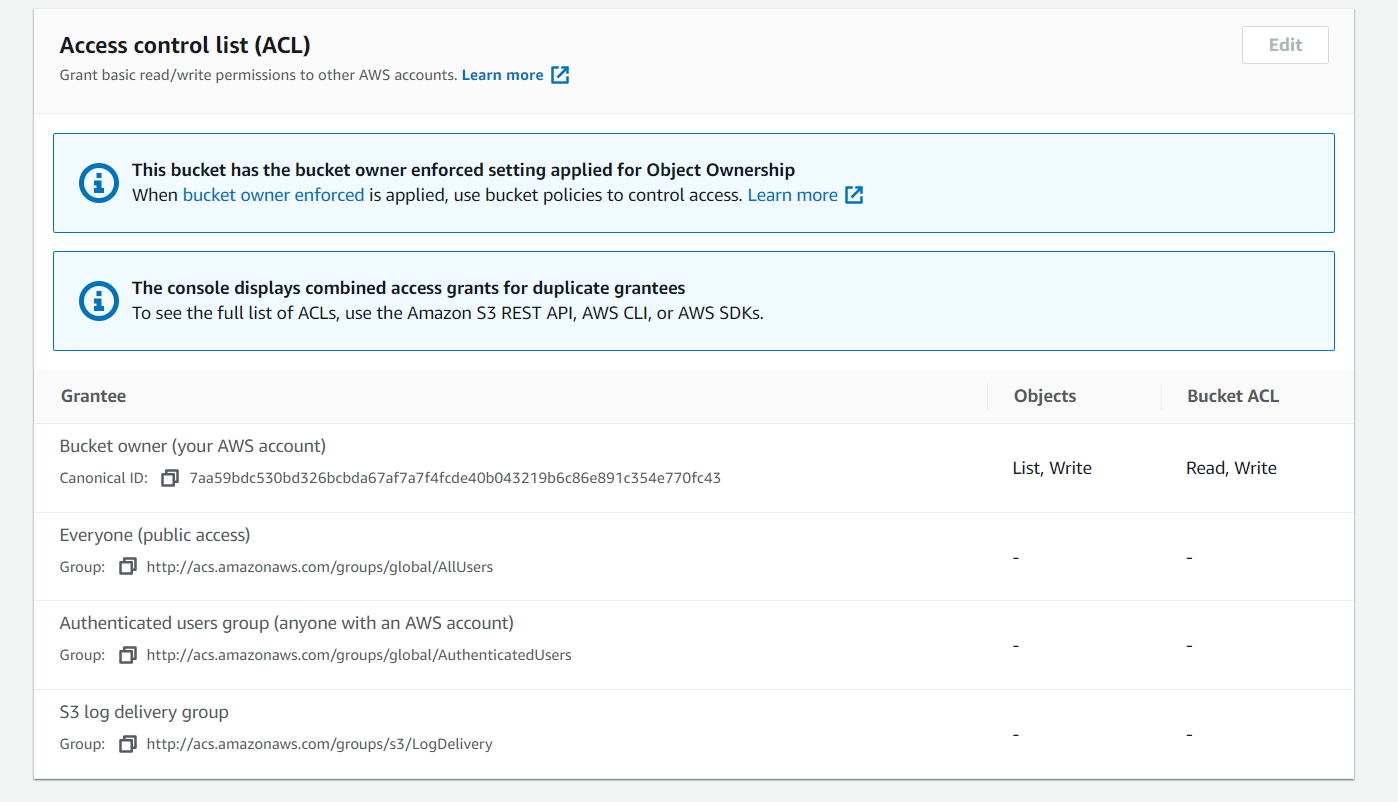 Access control list (ACL)
Edit
Grant basic read/write permissions to other AWS accounts. Learn more
This bucket has the bucket owner enforced setting applied for Object Ownership
When bucket owner enforced is applied, use bucket policies to control access. Learn more
The console displays combined access grants for duplicate grantees
To see the full list of ACLs, use the Amazon S3 REST API, AWS CLI, or AWS SDKs.
Grantee Objects Bucket ACL
Bucket owner (your AWS account)
Canonical ID: 7aa59bdc530bd326bcbda67af7a7f4fcde40b043219b6c86e891c354e770fc43
List, Write Read, Write
Everyone (public access)
Group: http://acs.amazonaws.com/groups/global/AllUsers
- -
Authenticated users group (anyone with an AWS account)
Group: http://acs.amazonaws.com/groups/global/AuthenticatedUsers
- -
S3 log delivery group
Group: http://acs.amazonaws.com/groups/s3/LogDelivery
- -